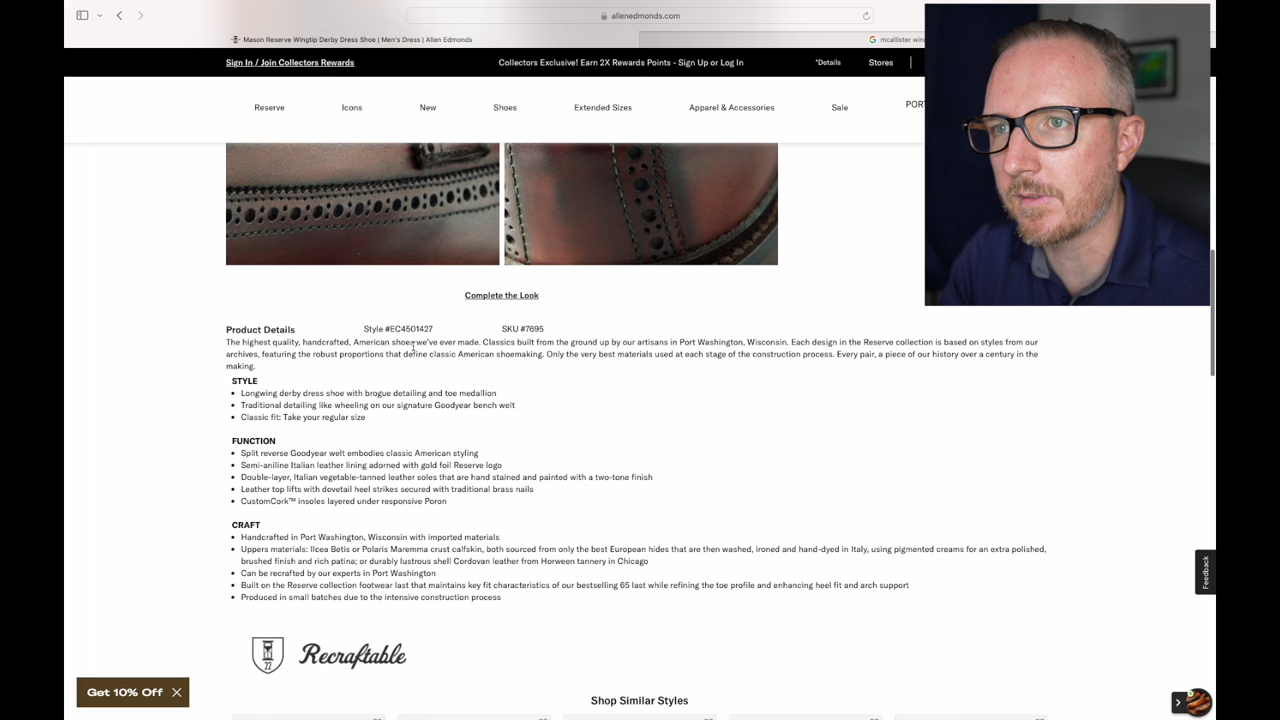 allenedmonds.com
Mason Reserve Wingtip Derby Dress Shoe | Men's Dress | Allen Edmonds
mcallister win
Sign In / Join Collectors Rewards
Collectors Exclusive! Earn 2X Rewards Points - Sign Up or Log In
*Details
Stores
Reserve
Icons
New
Shoes
Extended Sizes
Apparel & Accessories
Sale
POR
Complete the Look
Product Details
Style #EC4501427
SKU #7695
The highest quality, handcrafted, American shoes we've ever made. Classics built from the ground up by our artisans in Port Washington, Wisconsin. Each design in the Reserve collection is based on styles from our
archives, featuring the robust proportions that define classic American shoemaking. Only the very best materials used at each stage of the construction process. Every pair, a piece of our history over a century in the
making.
STYLE
• Longwing derby dress shoe with brogue detailing and toe medallion
• Traditional detailing like wheeling on our signature Goodyear bench welt
• Classic fit: Take your regular size
FUNCTION
• Split reverse Goodyear welt embodies classic American styling
• Semi-aniline Italian leather lining adorned with gold foil Reserve logo
• Double-layer, Italian vegetable-tanned leather soles that are hand stained and painted with a two-tone finish
• Leather top lifts with dovetail heel strikes secured with traditional brass nails
• CustomCork™ insoles layered under responsive Poron
CRAFT
• Handcrafted in Port Washington, Wisconsin with imported materials
• Uppers materials: Ilcea Betis or Polaris Maremma crust calfskin, both sourced from only the best European hides that are then washed, ironed and hand-dyed in Italy, using pigmented creams for an extra polished,
brushed finish and rich patina; or durably lustrous shell Cordovan leather from Horween tannery in Chicago
• Can be recrafted by our experts in Port Washington
• Built on the Reserve collection footwear last that maintains key fit characteristics of our bestselling 65 last while refining the toe profile and enhancing heel fit and arch support
• Produced in small batches due to the intensive construction process
22
Recraftable
Feedback
Get 10% Off
Shop Similar Styles